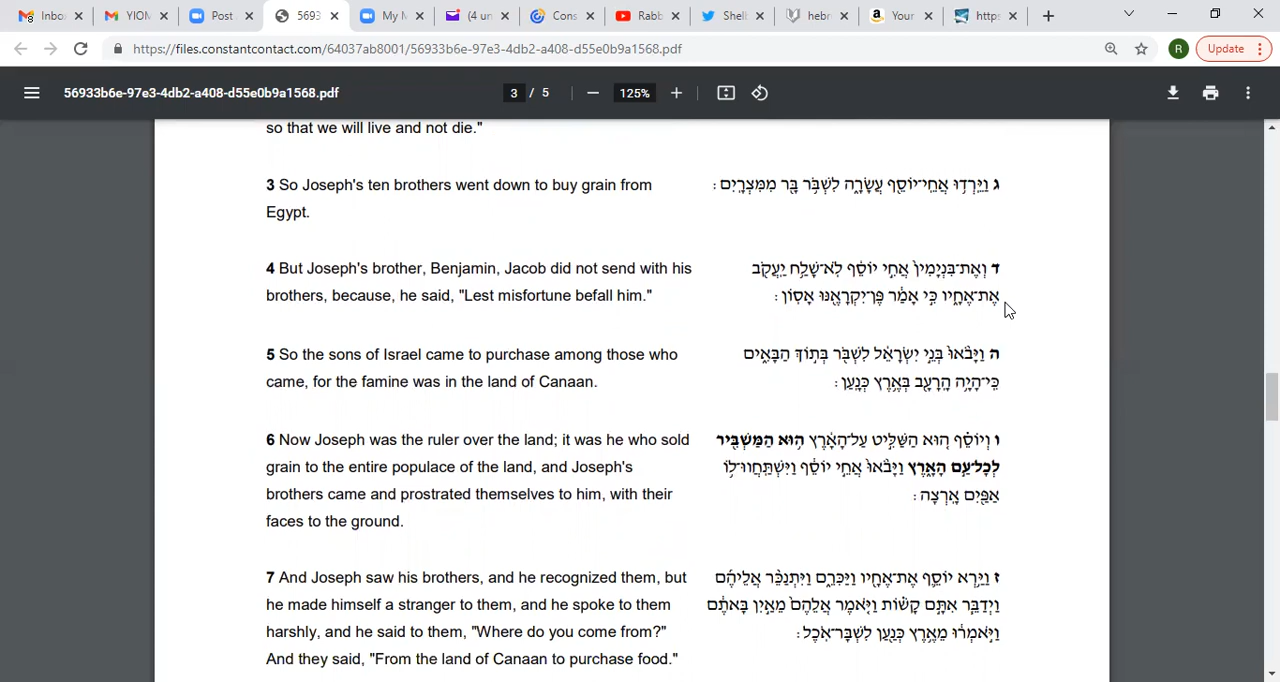 Inbo
YIOM
Post
5693
My M
(4 un
Cons
Rabb
Shell
hebr
Your
https
https://files.constantcontact.com/64037ab8001/56933b6e-97e3-4db2-a408-d55e0b9a1568.pdf
R
Update
56933b6e-97e3-4db2-a408-d55e0b9a1568.pdf
3 / 5
125%
so that we will live and not die."
3 So Joseph's ten brothers went down to buy grain from
Egypt.
ג וַיֵּרְד֥וּ אֲחֵֽי־יוֹסֵ֖ף עֲשָׂרָ֑ה לִשְׁבֹּ֥ר בָּ֖ר מִמִּצְרָֽיִם :
4 But Joseph's brother, Benjamin, Jacob did not send with his
brothers, because, he said, "Lest misfortune befall him."
ד וְאֶת־בִּנְיָמִין֙ אֲחִ֣י יוֹסֵ֔ף לֹֽא־שָׁלַ֥ח יַֽעֲקֹ֖ב
אֶת־אֶחָ֑יו כִּ֣י אָמַ֔ר פֶּן־יִקְרָאֶ֖נּוּ אָסֽוֹן :
5 So the sons of Israel came to purchase among those who
came, for the famine was in the land of Canaan.
ה וַיָּבֹ֨אוּ֙ בְּנֵ֣י יִשְׂרָאֵ֔ל לִשְׁבֹּ֖ר בְּת֣וֹךְ הַבָּאִ֑ים
כִּֽי־הָיָ֥ה הָֽרָעָ֖ב בְּאֶ֥רֶץ כְּנָֽעַן :
6 Now Joseph was the ruler over the land; it was he who sold
grain to the entire populace of the land, and Joseph's
brothers came and prostrated themselves to him, with their
faces to the ground.
ו וְיוֹסֵ֗ף ה֚וּא הַשַּׁלִּ֣יט עַל־הָאָ֔רֶץ ה֥וּא הַמַּשְׁבִּ֖יר
לְכָל־עַ֣ם הָאָ֑רֶץ וַיָּבֹ֨אוּ֙ אֲחֵ֣י יוֹסֵ֔ף וַיִּשְׁתַּֽחֲווּ־ל֥וֹ
אַפַּ֖יִם אָֽרְצָה :
7 And Joseph saw his brothers, and he recognized them, but
he made himself a stranger to them, and he spoke to them
harshly, and he said to them, "Where do you come from?"
And they said, "From the land of Canaan to purchase food."
ז וַיַּ֥רְא יוֹסֵ֛ף אֶת־אֶחָ֖יו וַיַּכִּרֵ֑ם וַיִּתְנַכֵּ֨ר אֲלֵיהֶ֜ם
וַיְדַבֵּ֧ר אִתָּ֣ם קָשׁ֗וֹת וַיֹּ֤אמֶר אֲלֵהֶם֙ מֵאַ֣יִן בָּאתֶ֔ם
וַיֹּ֣אמְר֔וּ מֵאֶ֥רֶץ כְּנַ֖עַן לִשְׁבָּר־אֹֽכֶל :